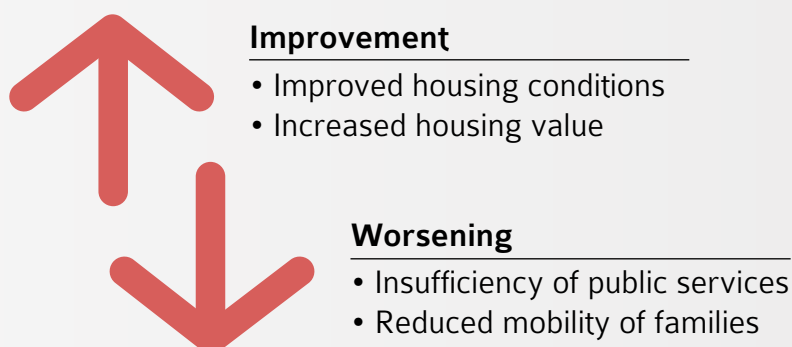 Improvement
• Improved housing conditions
• Increased housing value
Worsening
• Insufficiency of public services
• Reduced mobility of families